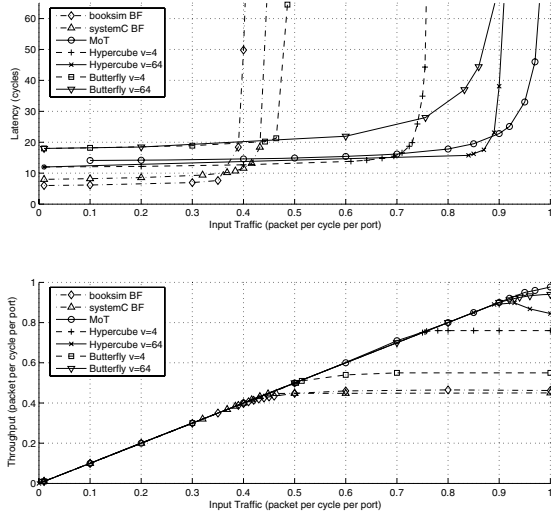 60
50
40
30
20
10
0
Latency (cycles)
booksim BF
systemC BF
MoT
Hypercube v=4
Hypercube v=64
Butterfly v=4
Butterfly v=64
0 0.1 0.2 0.3 0.4 0.5 0.6 0.7 0.8 0.9 1
Input Traffic (packet per cycle per port)
1
0.8
0.6
0.4
0.2
0
Throughput (packet per cycle per port)
booksim BF
systemC BF
MoT
Hypercube v=4
Hypercube v=64
Butterfly v=4
Butterfly v=64
0 0.1 0.2 0.3 0.4 0.5 0.6 0.7 0.8 0.9 1
Input Traffic (packet per cycle per port)